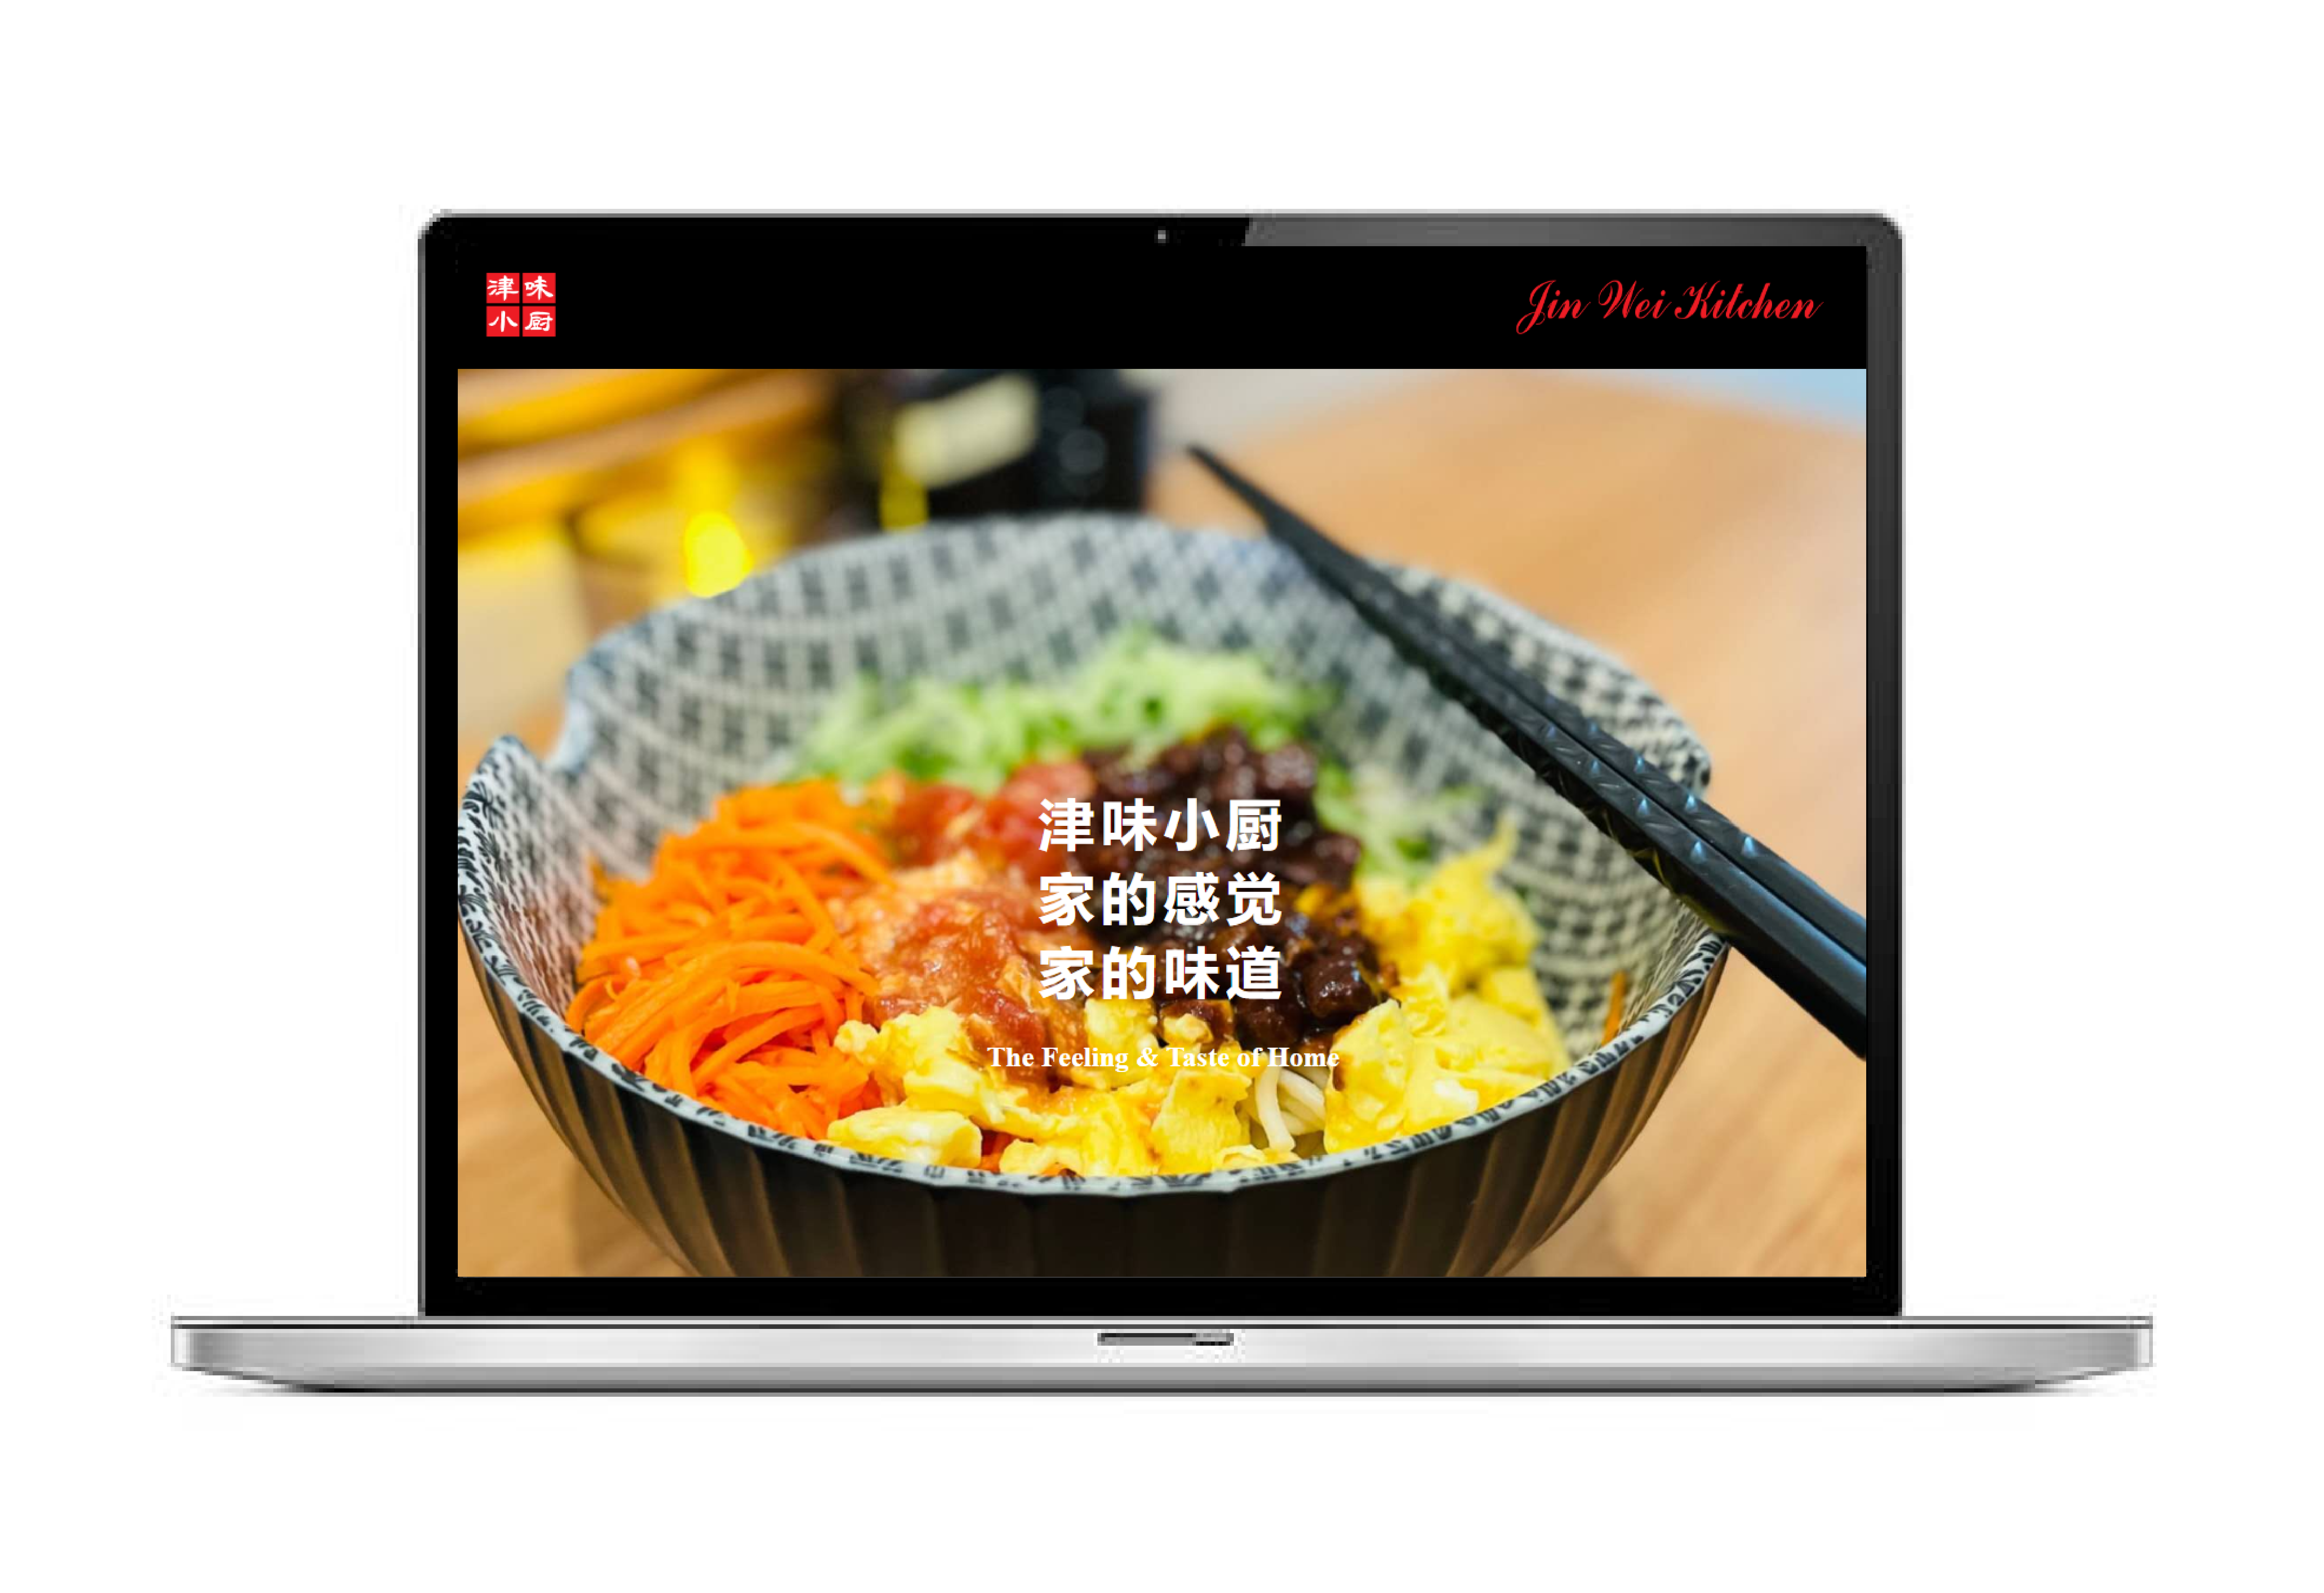 津味
小厨
Jin Wei Kitchen
津味小厨
家的感觉
家的味道
The Feeling & Taste of Home